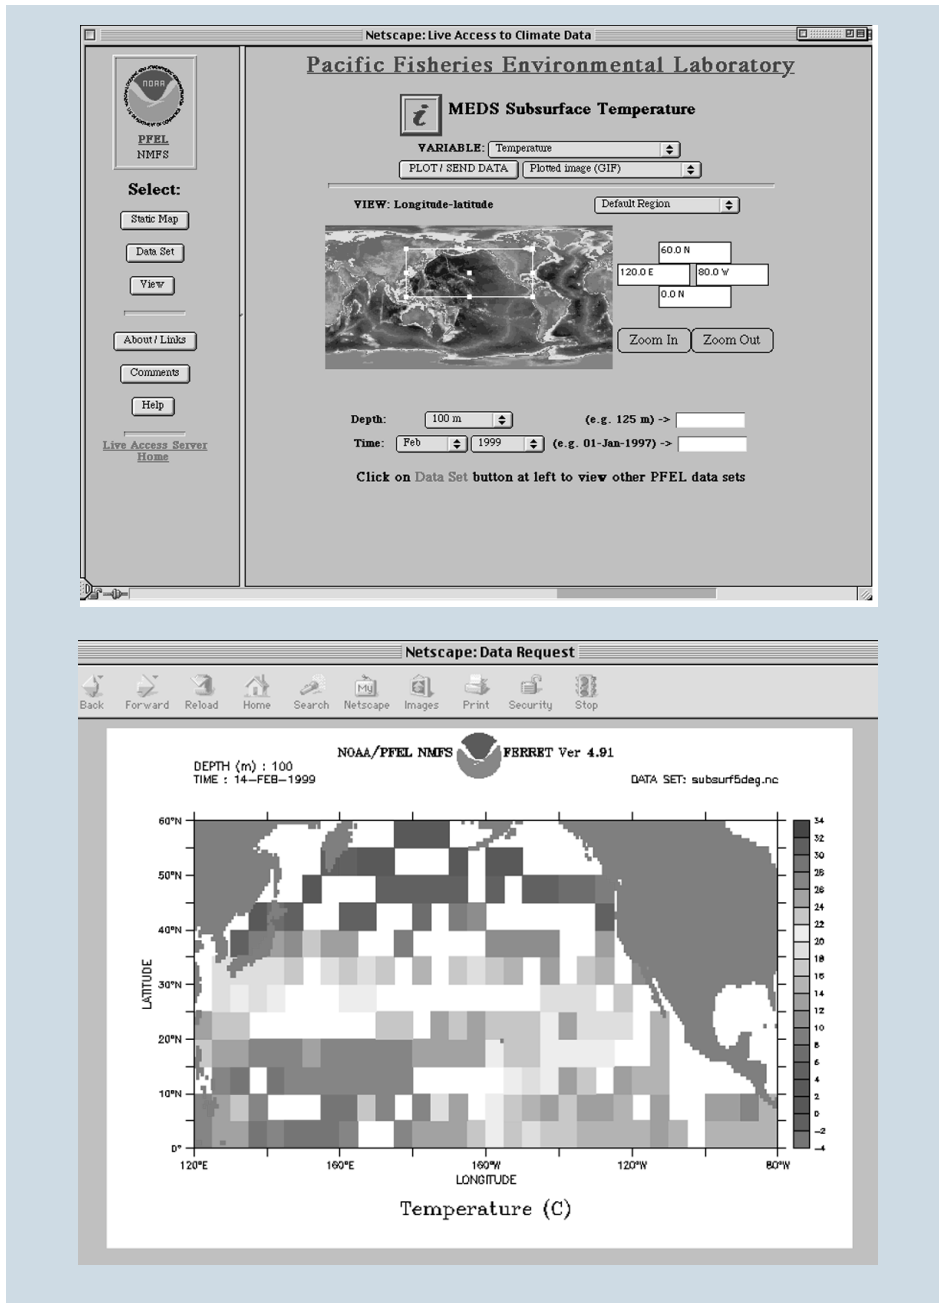 Netscape: Live Access to Climate Data
Pacific Fisheries Environmental Laboratory
NOAA
PFEL
NMFS
Select:
Static Map
Data Set
View
About / Links
Comments
Help
Live Access Server
Home
i MEDS Subsurface Temperature
VARIABLE: Temperature
PLOT / SEND DATA Plotted image (GIF)
VIEW: Longitude-latitude Default Region
60.0 N
120.0 E 80.0 W
0.0 N
Zoom In Zoom Out
Depth: 100 m (e.g. 125 m) ->
Time: Feb 1999 (e.g. 01-Jan-1997) ->
Click on Data Set button at left to view other PFEL data sets
Netscape: Data Request
Back Forward Reload Home Search Netscape Images Print Security Stop
My
NOAA/PFEL NMFS FERRET Ver 4.91
DEPTH (m) : 100
TIME : 14-FEB-1999 DATA SET: subsurf5deg.nc
60°N
50°N
40°N
30°N
20°N
10°N
0°
LATITUDE
120°E 160°E 160°W 120°W 80°W
LONGITUDE
34
32
30
28
26
24
22
20
18
16
14
12
10
8
6
4
2
0
-2
-4
Temperature (C)